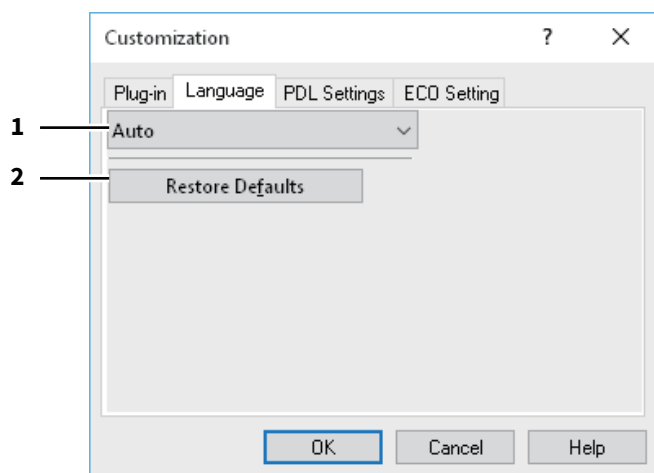 Customization ?
Plug-in Language PDL Settings ECO Setting
1 Auto
2 Restore Defaults
OK Cancel Help